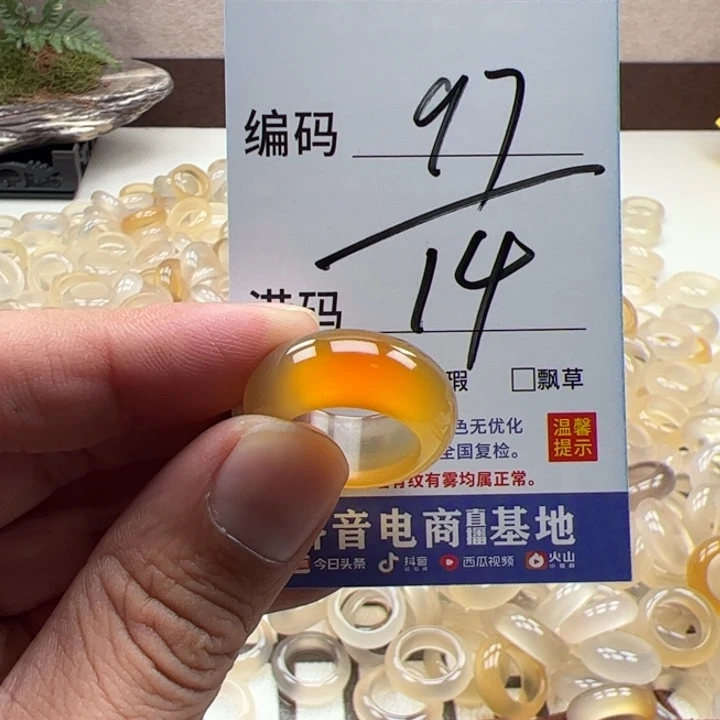 编码 97
港码 14
瑕 □飘草
色无优化 温馨
全国复检。 提示
有纹有雾均属正常。
抖音电商直播基地
今日头条 抖音 西瓜视频 火山